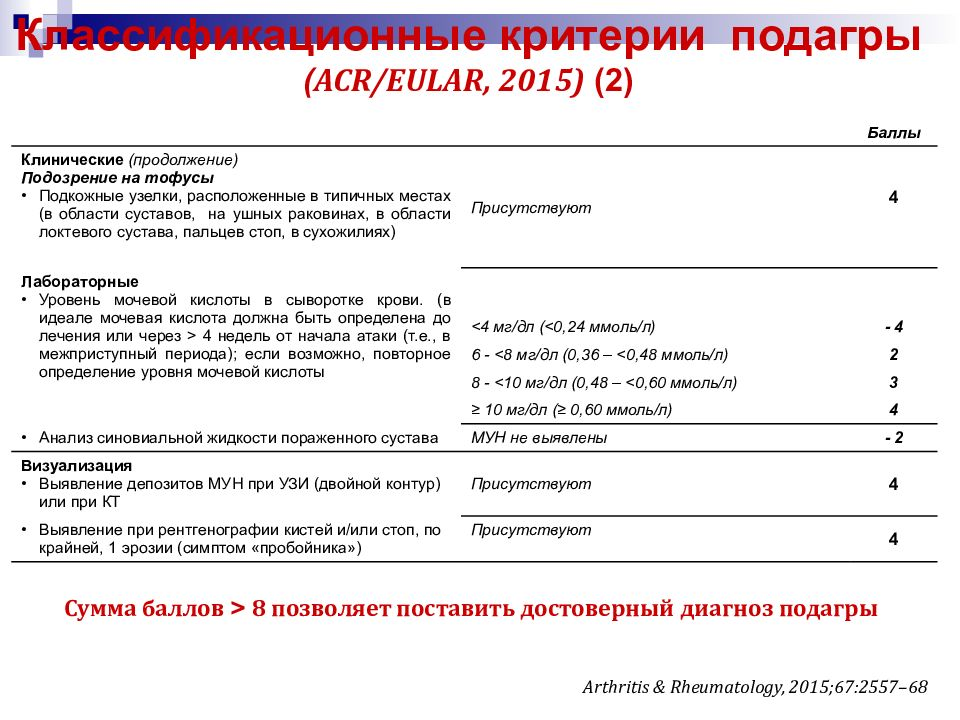 Классификационные критерии подагры
(ACR/EULAR, 2015) (2)
Баллы
Клинические (продолжение)
Подозрение на тофусы
• Подкожные узелки, расположенные в типичных местах
(в области суставов, на ушных раковинах, в области
локтевого сустава, пальцев стоп, в сухожилиях)
Присутствуют
4
Лабораторные
• Уровень мочевой кислоты в сыворотке крови. (в
идеале мочевая кислота должна быть определена до
лечения или через > 4 недель от начала атаки (т.е., в
межприступный периода); если возможно, повторное
определение уровня мочевой кислоты
<4 мг/дл (<0,24 ммоль/л)
- 4
6 - <8 мг/дл (0,36 – <0,48 ммоль/л)
2
8 - <10 мг/дл (0,48 – <0,60 ммоль/л)
3
≥ 10 мг/дл (≥ 0,60 ммоль/л)
4
• Анализ синовиальной жидкости пораженного сустава
МУН не выявлены
- 2
Визуализация
• Выявление депозитов МУН при УЗИ (двойной контур)
или при КТ
Присутствуют
4
• Выявление при рентгенографии кистей и/или стоп, по
крайней, 1 эрозии (симптом «пробойника»)
Присутствуют
4
Сумма баллов > 8 позволяет поставить достоверный диагноз подагры
Arthritis & Rheumatology, 2015;67:2557–68